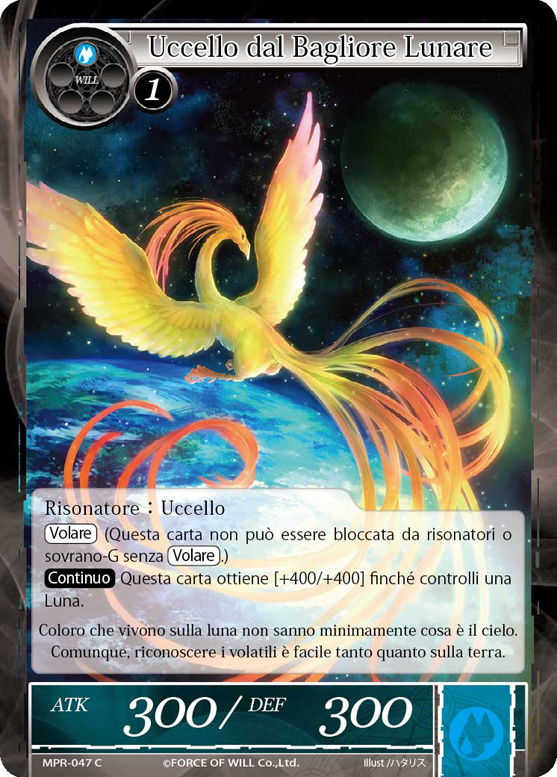 Uccello dal Bagliore Lunare
WILL
1
Risonatore : Uccello
Volare (Questa carta non può essere bloccata da risonatori o
sovrano-G senza Volare.)
Continuo Questa carta ottiene [+400/+400] finché controlli una
Luna.
Coloro che vivono sulla luna non sanno minimamente cosa è il cielo.
Comunque, riconoscere i volatili è facile tanto quanto sulla terra.
ATK 300 / DEF 300
MPR-047 C ©FORCE OF WILL Co.,Ltd. Illust //ハタリス